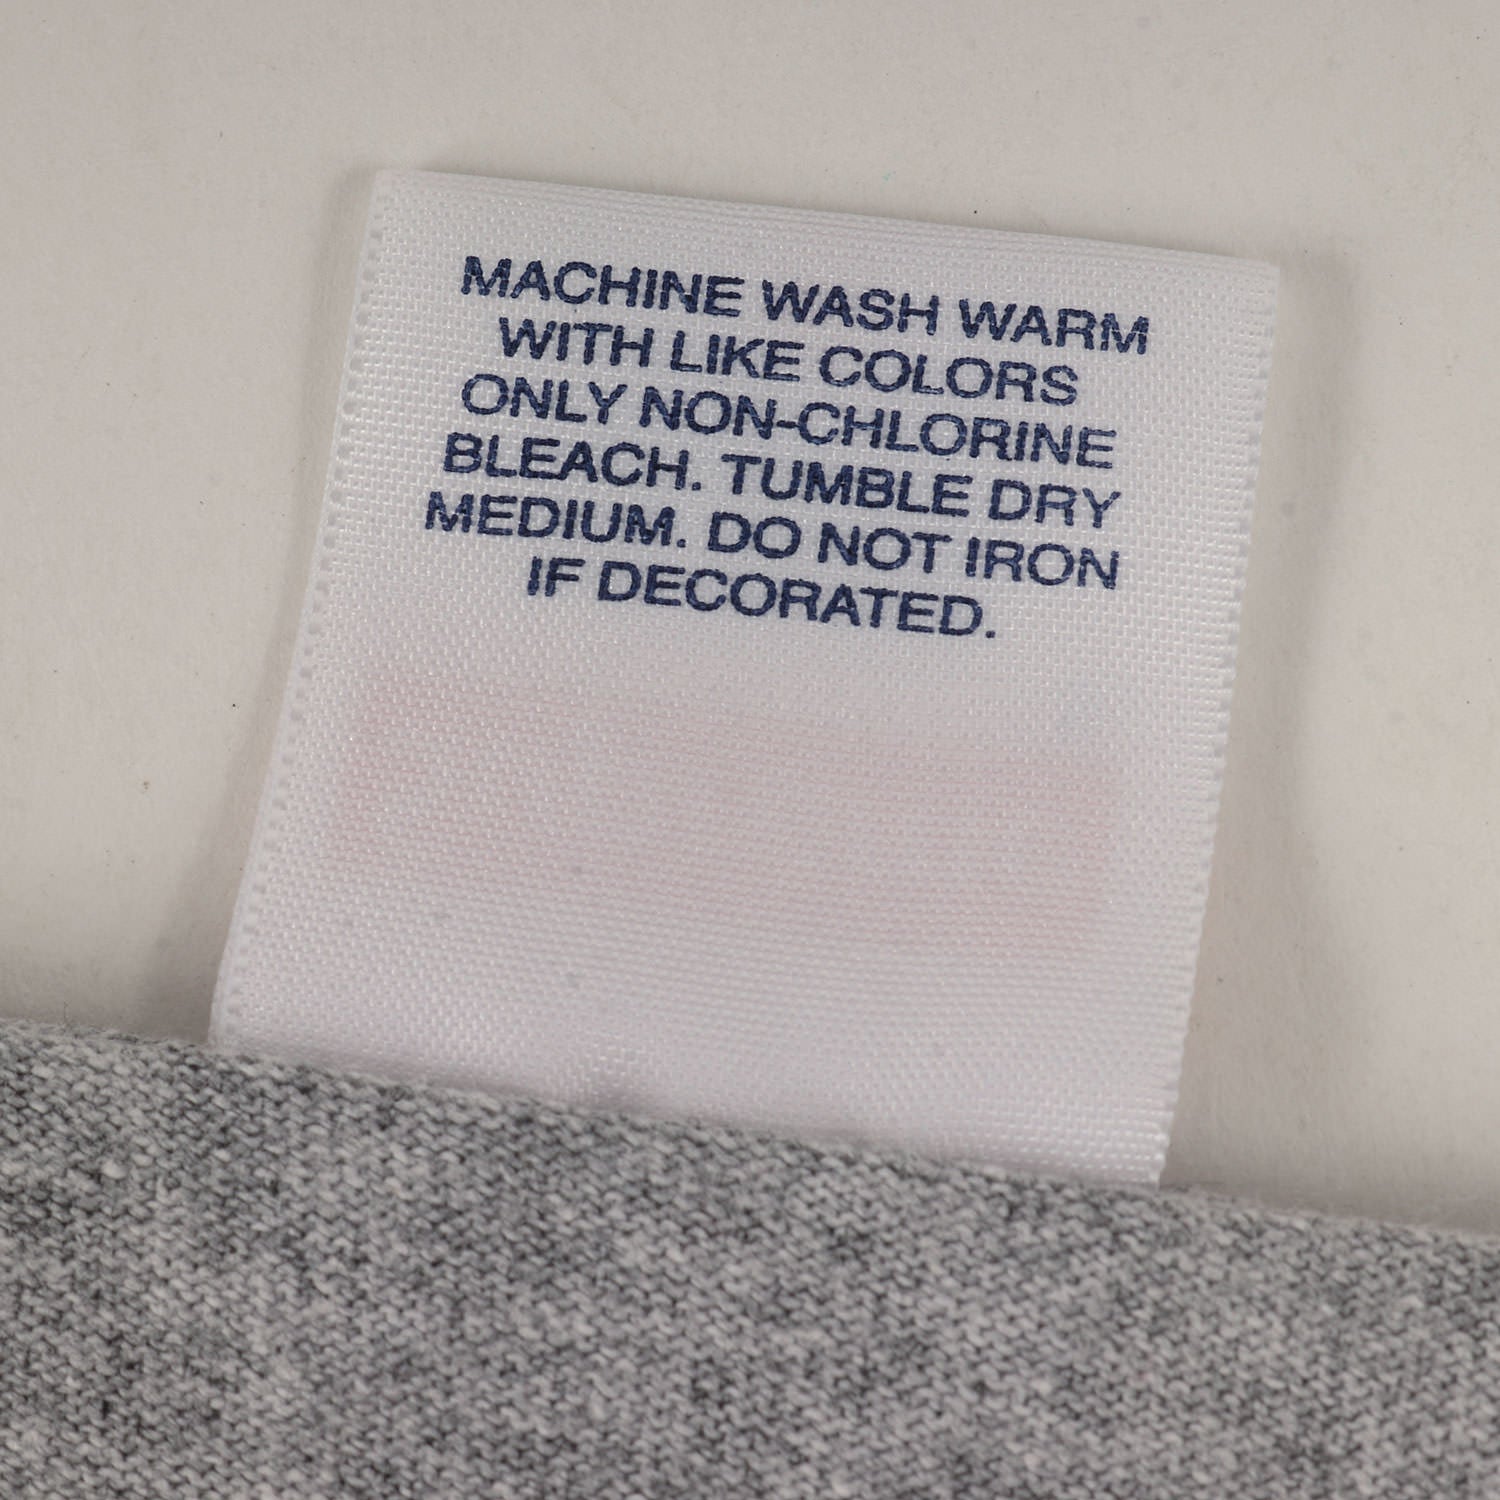 MACHINE WASH WARM
WITH LIKE COLORS
ONLY NON-CHLORINE
BLEACH. TUMBLE DRY
MEDIUM. DO NOT IRON
IF DECORATED.